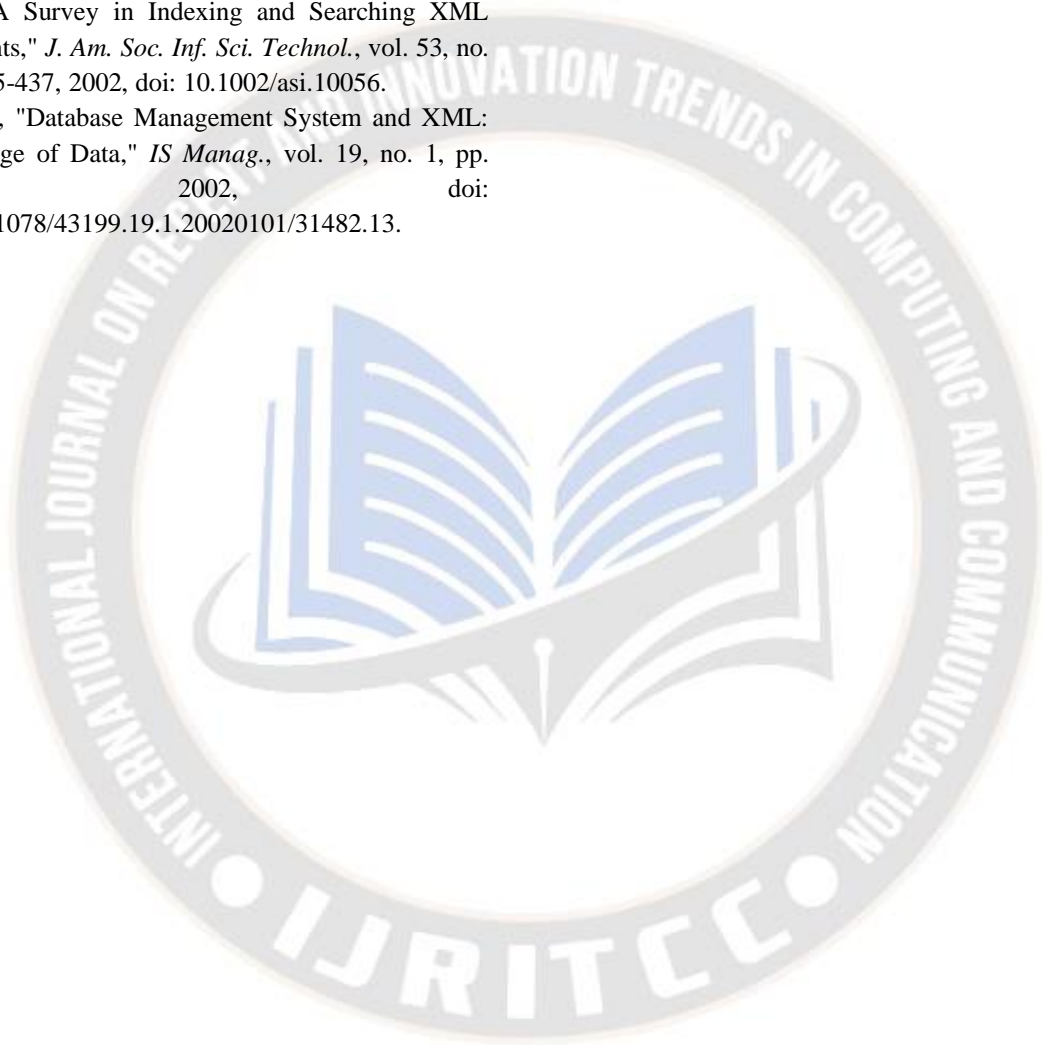 A Survey in Indexing and Searching XML
nts," J. Am. Soc. Inf. Sci. Technol., vol. 53, no.
5-437, 2002, doi: 10.1002/asi.10056.
, "Database Management System and XML:
ge of Data," IS Manag., vol. 19, no. 1, pp.
2002, doi:
1078/43199.19.1.20020101/31482.13.
INTERNATIONAL JOURNAL ON RECENT AND INNOVATION TRENDS IN COMPUTING AND COMMUNICATION
IJRITCC